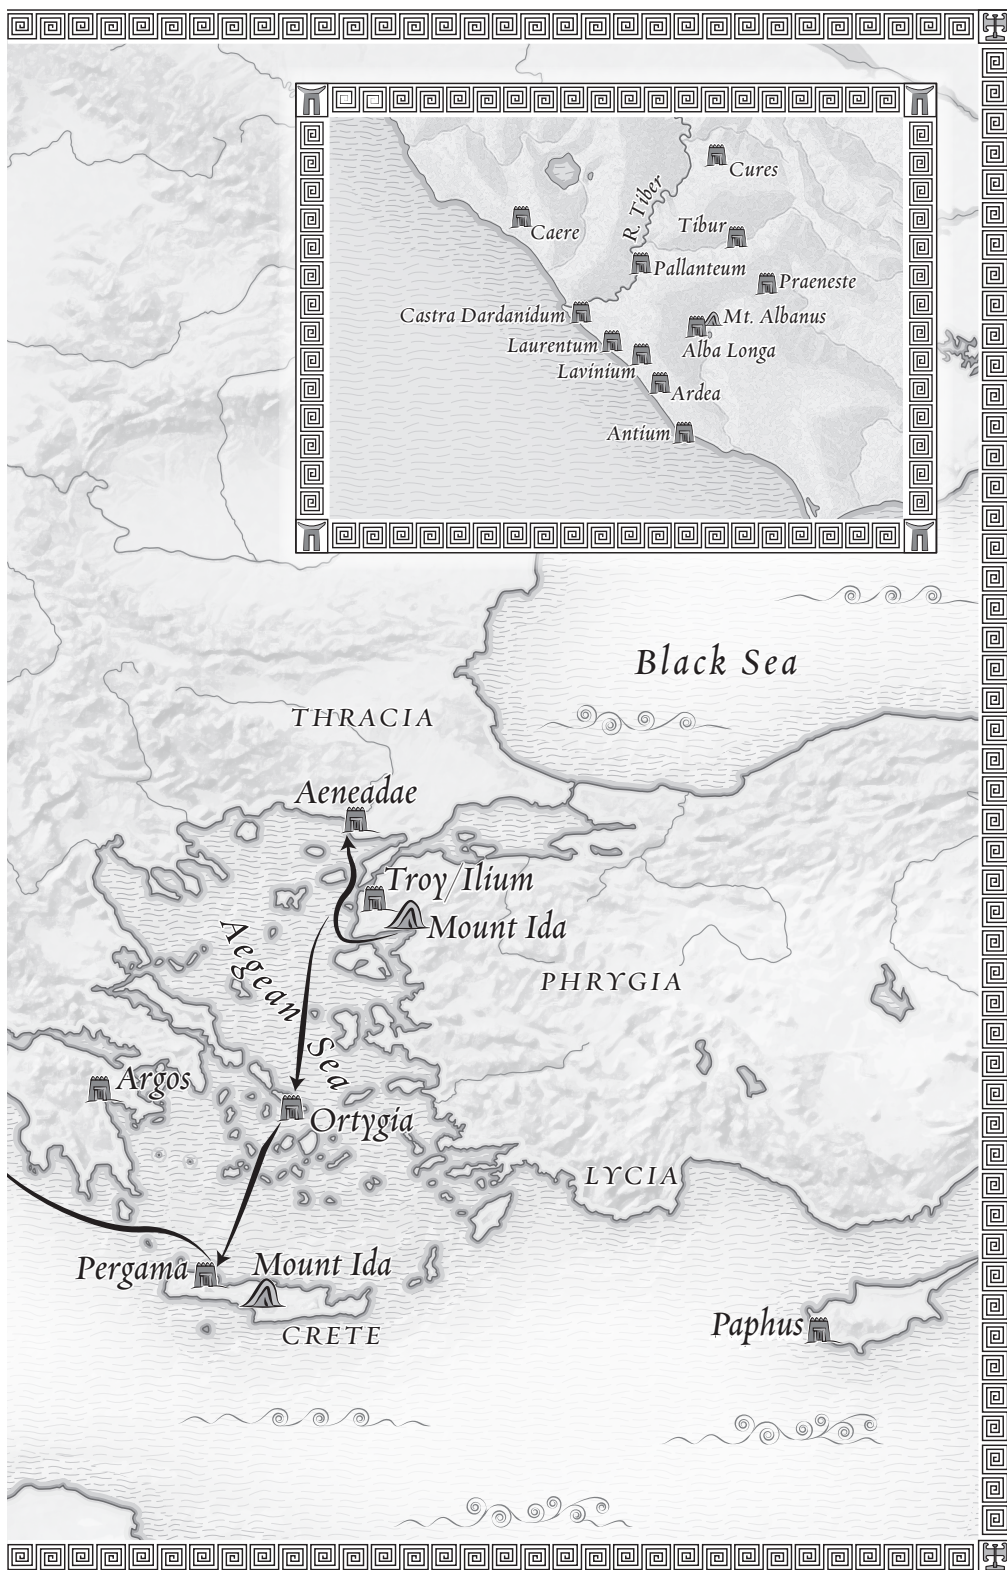 Cures
R. Tiber
Caere
Tibur
Pallanteum
Praeneste
Castra Dardanidum
Mt. Albanus
Laurentum
Alba Longa
Lavinium
Ardea
Antium
Black Sea
THRACIA
Aeneadae
Troy/Ilium
Mount Ida
Aegean Sea
PHRYGIA
Argos
Ortygia
LYCIA
Pergama
Mount Ida
CRETE
Paphus